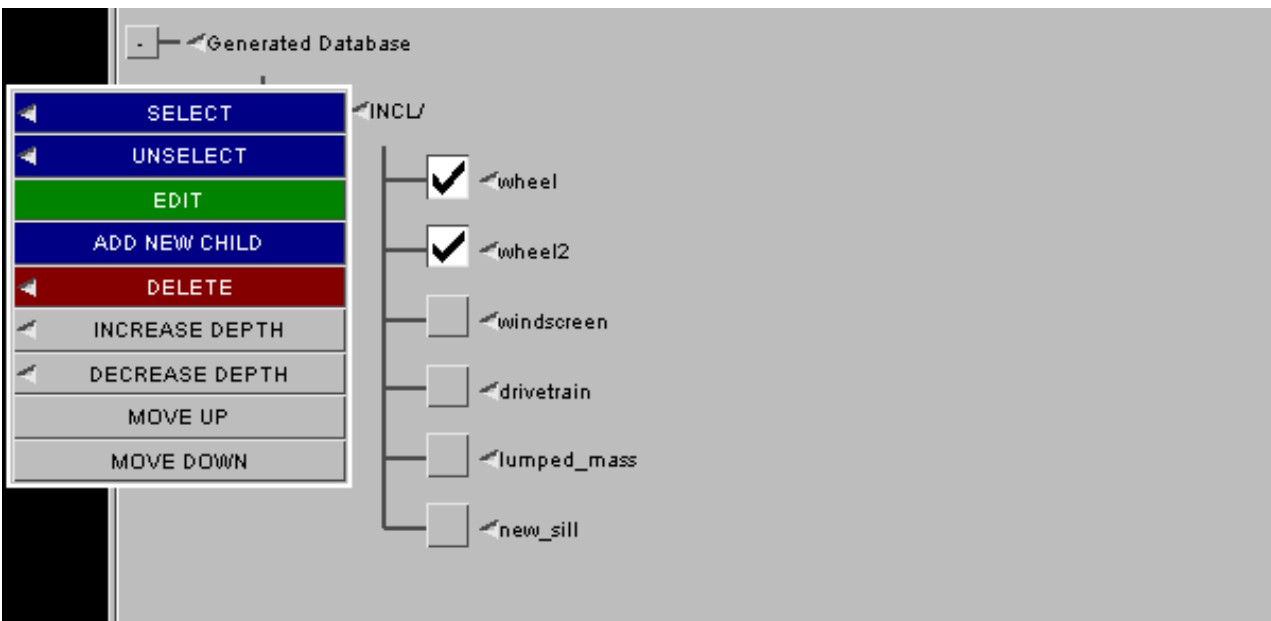 Generated Database
SELECT
UNSELECT
EDIT
ADD NEW CHILD
DELETE
INCREASE DEPTH
DECREASE DEPTH
MOVE UP
MOVE DOWN
INCL/
wheel
wheel2
windscreen
drivetrain
lumped_mass
new_sill